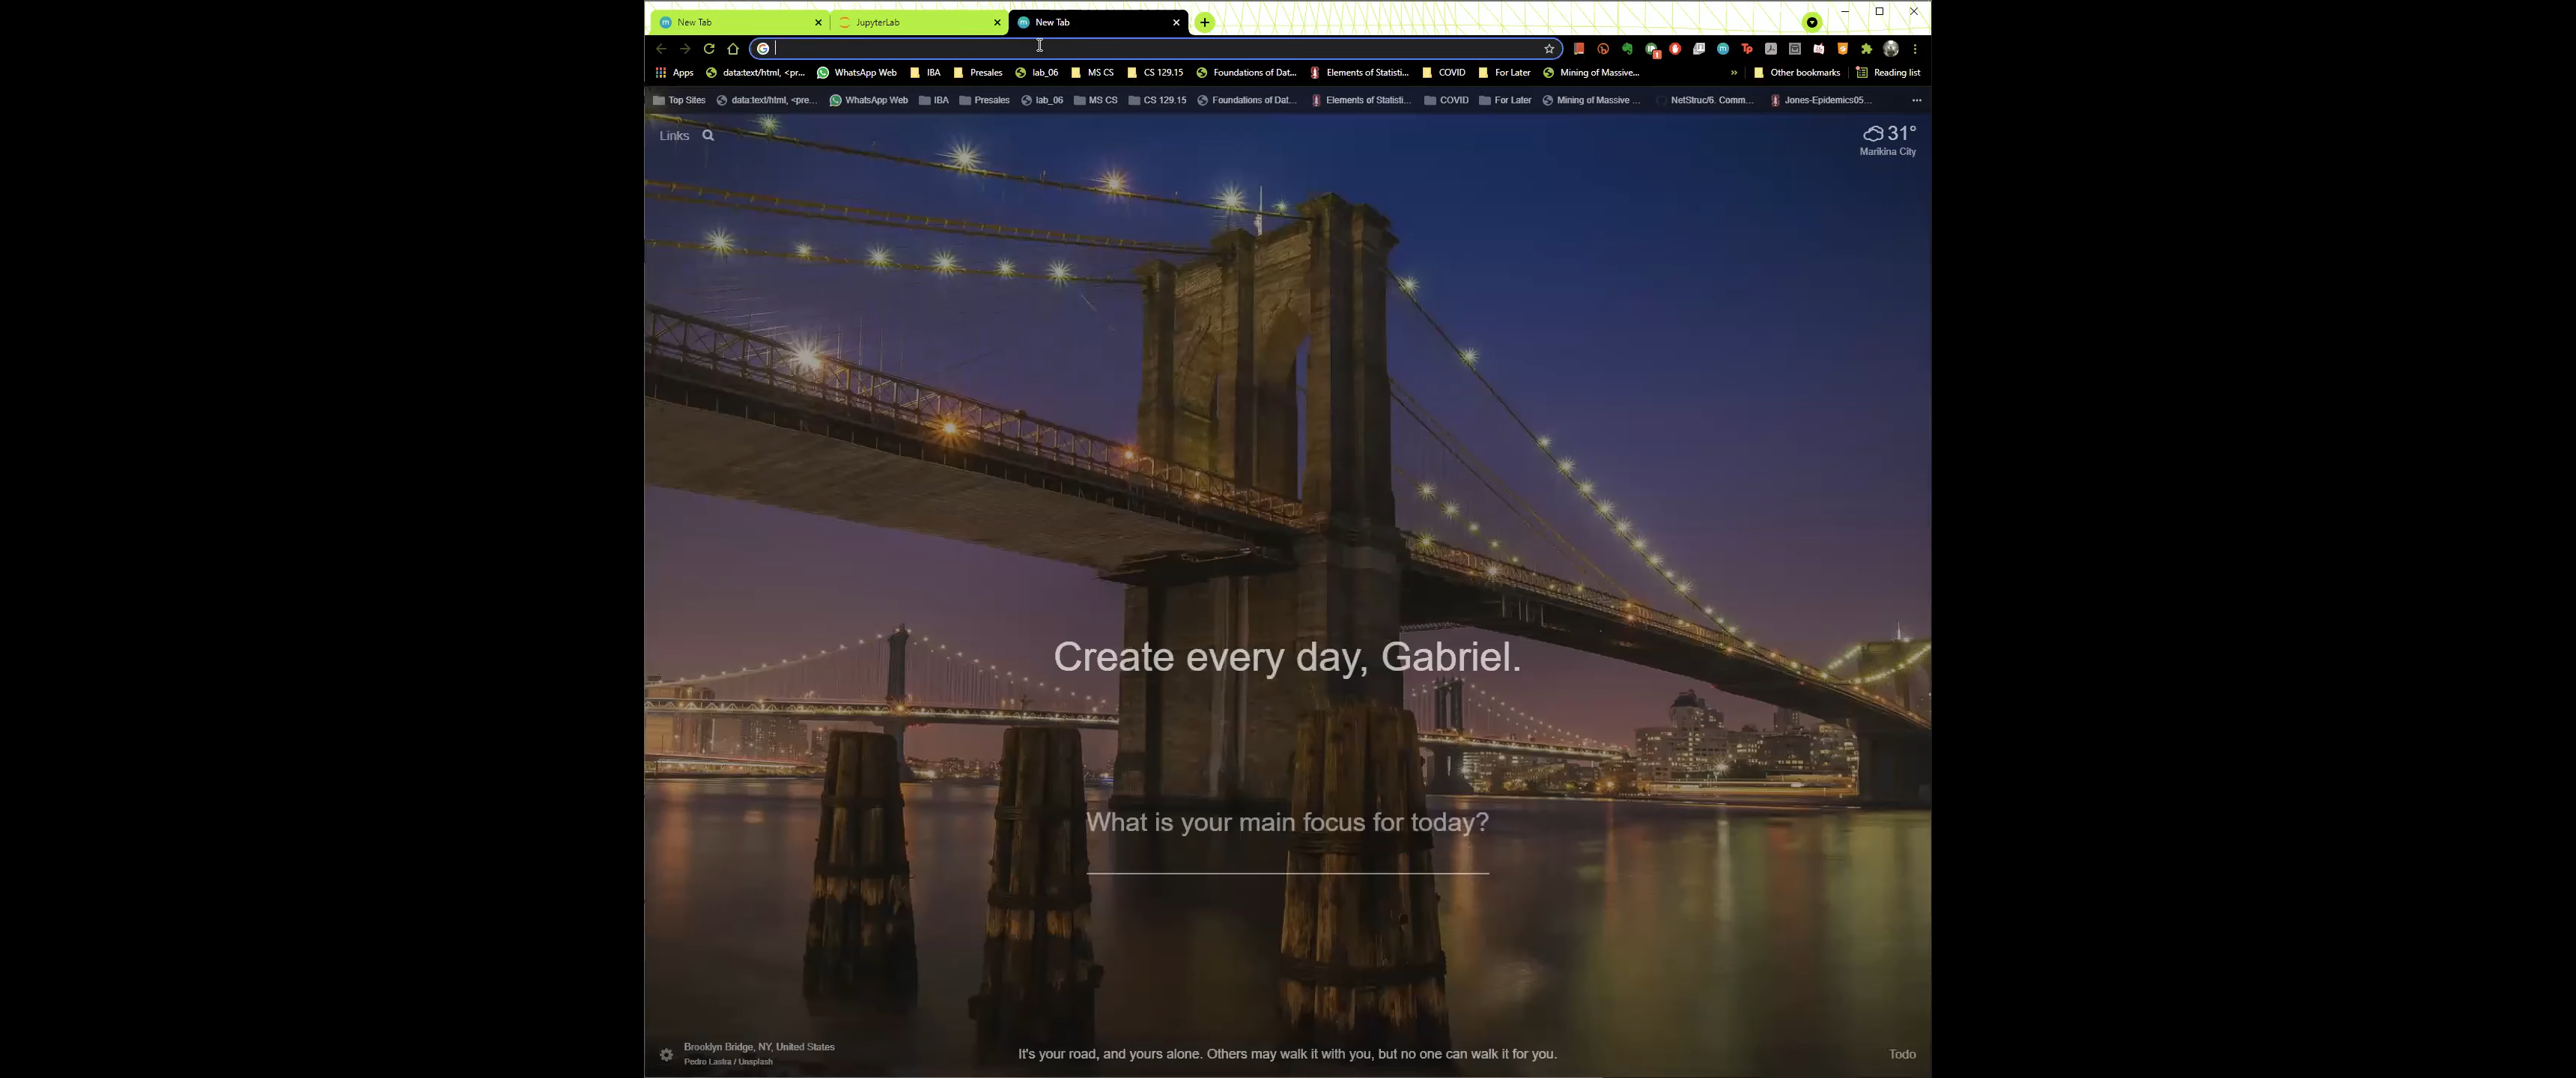 New Tab JupyterLab New Tab
Apps data:text/html, <pr... WhatsApp Web IBA Presales lab_06 MS CS CS 129.15 Foundations of Dat... Elements of Statisti... COVID For Later Mining of Massive... » Other bookmarks Reading list
Top Sites data:text/html, <pre... WhatsApp Web IBA Presales lab_06 MS CS CS 129.15 Foundations of Dat... Elements of Statisti... COVID For Later Mining of Massive ... NetStruc/6. Comm... Jones-Epidemics05...
Links 31°
Marikina City
Create every day, Gabriel.
What is your main focus for today?
Brooklyn Bridge, NY, United States
Pedro Lastra / Unsplash
It's your road, and yours alone. Others may walk it with you, but no one can walk it for you.
Todo